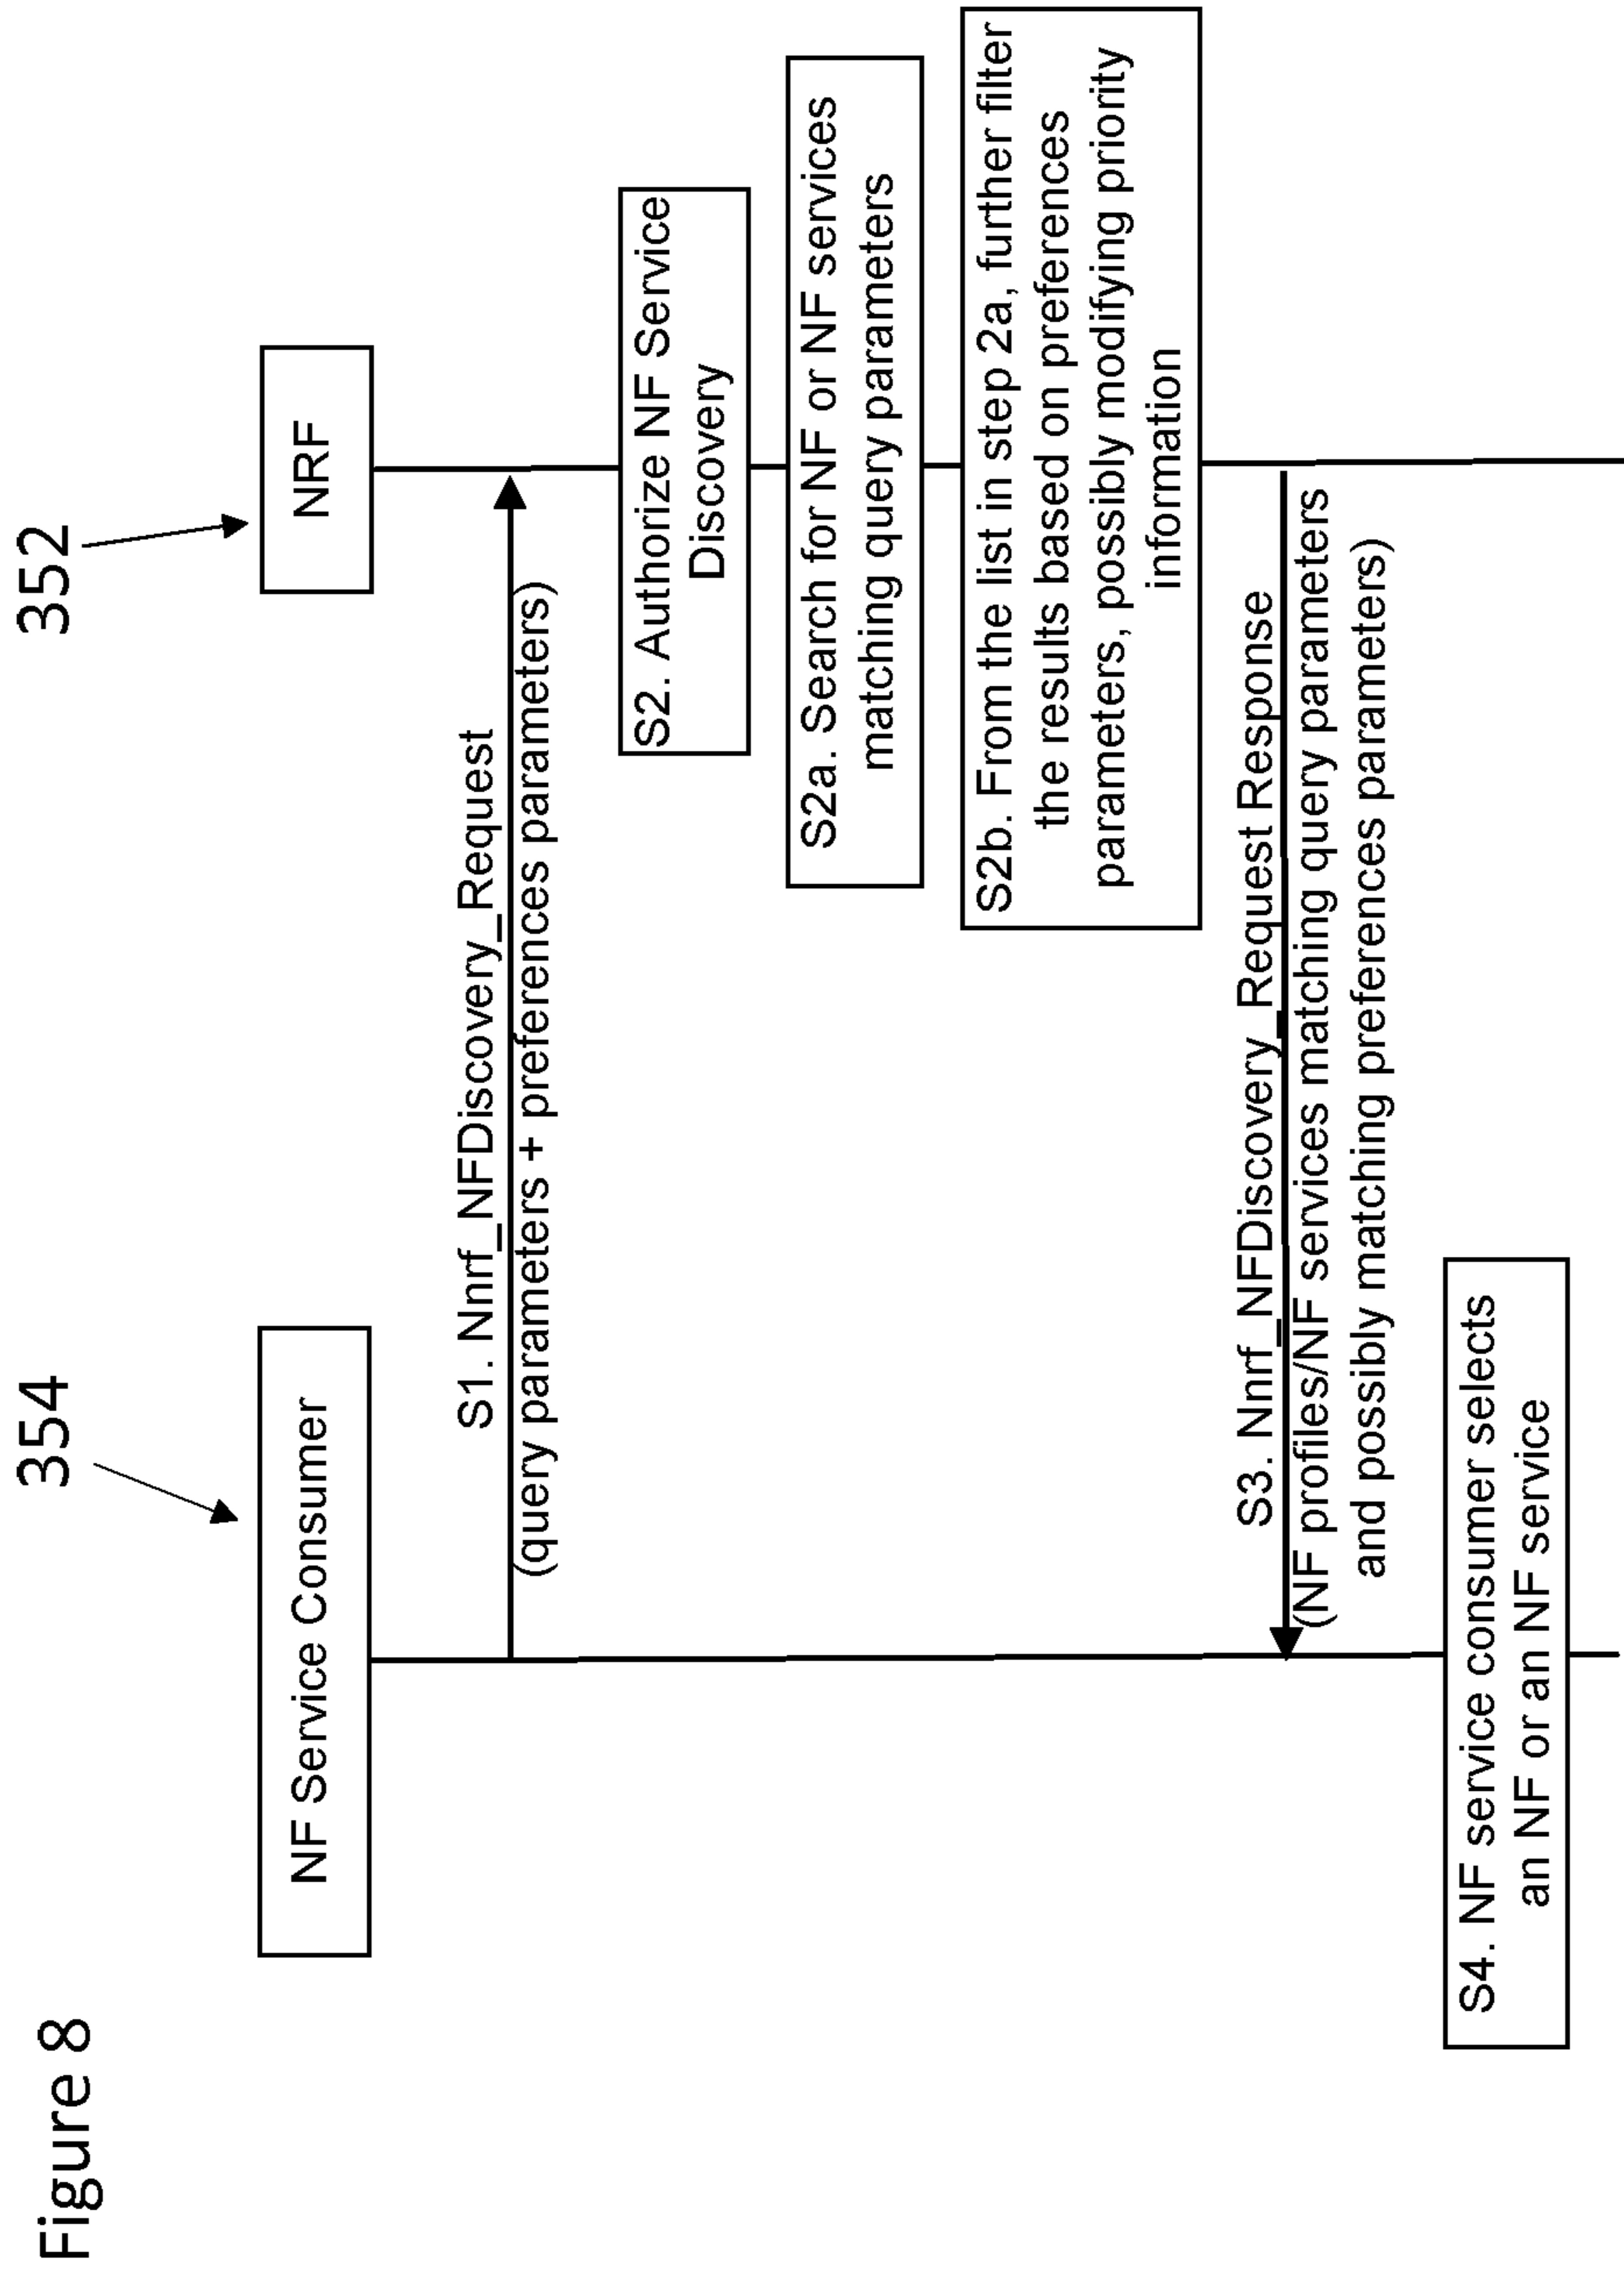 Figure 8
354
352
NF Service Consumer
NRF
S1. Nnrf_NFDiscovery_Request
(query parameters + preferences parameters)
S2. Authorize NF Service
Discovery
S2a. Search for NF or NF services
matching query parameters
S2b. From the list in step 2a, further filter
the results based on preferences
parameters, possibly modifying priority
information
S3. Nnrf_NFDiscovery_Request Response
(NF profiles/NF services matching query parameters
and possibly matching preferences parameters)
S4. NF service consumer selects
an NF or an NF service